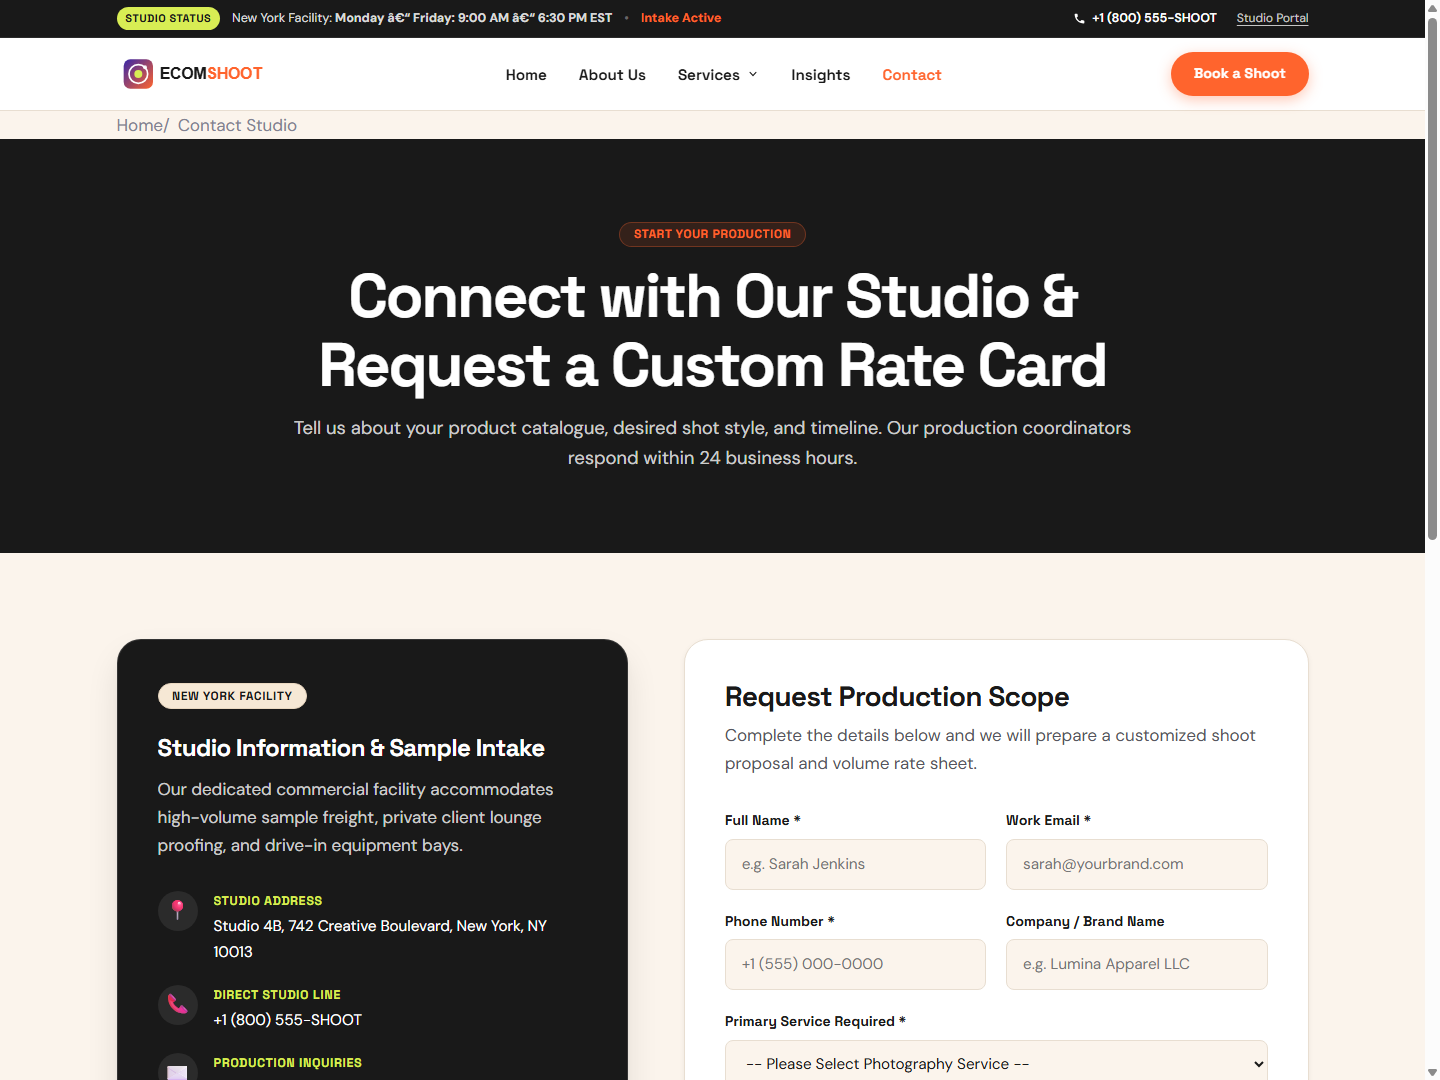 STUDIO STATUS New York Facility: Monday â€“ Friday: 9:00 AM â€“ 6:30 PM EST • Intake Active +1 (800) 555-SHOOT Studio Portal
ECOMSHOOT Home About Us Services Insights Contact Book a Shoot
Home/ Contact Studio
START YOUR PRODUCTION
Connect with Our Studio &
Request a Custom Rate Card
Tell us about your product catalogue, desired shot style, and timeline. Our production coordinators
respond within 24 business hours.
NEW YORK FACILITY
Studio Information & Sample Intake
Our dedicated commercial facility accommodates
high-volume sample freight, private client lounge
proofing, and drive-in equipment bays.
STUDIO ADDRESS
Studio 4B, 742 Creative Boulevard, New York, NY
10013
DIRECT STUDIO LINE
+1 (800) 555-SHOOT
PRODUCTION INQUIRIES
Request Production Scope
Complete the details below and we will prepare a customized shoot
proposal and volume rate sheet.
Full Name * Work Email *
e.g. Sarah Jenkins sarah@yourbrand.com
Phone Number * Company / Brand Name
+1 (555) 000-0000 e.g. Lumina Apparel LLC
Primary Service Required *
-- Please Select Photography Service --